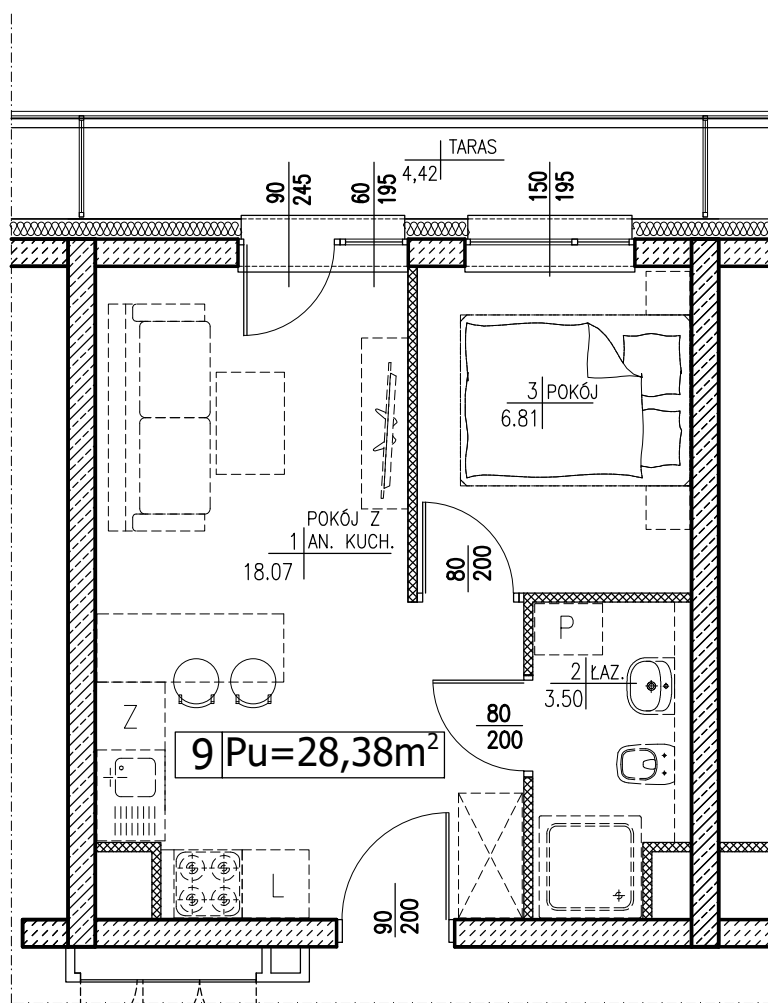 TARAS
4,42
90
245
60
195
150
195
3 POKÓJ
6.81
POKÓJ Z
1 AN. KUCH.
18.07
80
200
P
2 ŁAZ.
3.50
Z
80
200
9 Pu=28,38m²
L
90
200